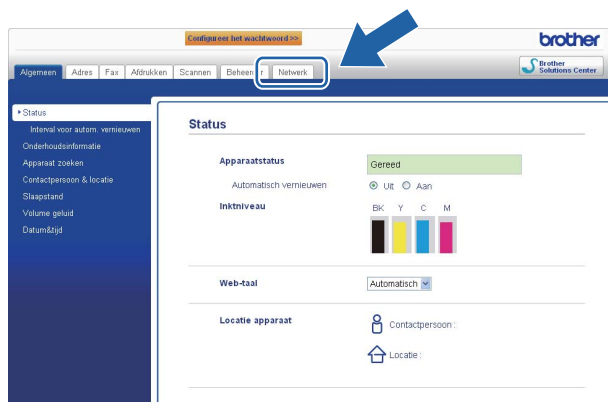 Configureer het wachtwoord >>
brother
Algemeen Adres Fax Afdrukken Scannen Beheerder Netwerk
Brother Solutions Center
Status
Interval voor autom. vernieuwen
Onderhoudsinformatie
Apparaat zoeken
Contactpersoon & locatie
Slaapstand
Volume geluid
Datum&tijd
Status
Apparaatstatus
Gereed
Automatisch vernieuwen
Uit Aan
Inktniveau
BK Y C M
Web-taal
Automatisch
Locatie apparaat
Contactpersoon :
Locatie :